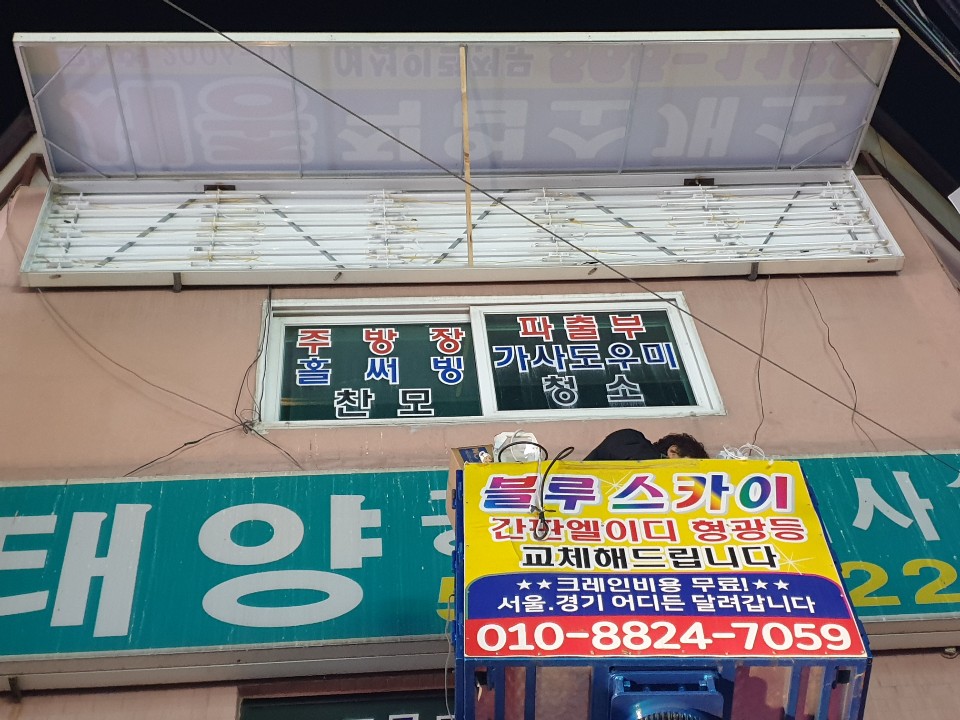 주방장
홀써빙
찬모
파출부
가사도우미
청소
태양
사
22
블루 스카이
간판엘이디 형광등
교체해드립니다
★★크레인비용 무료!★★
서울.경기 어디든 달려갑니다
010-8824-7059